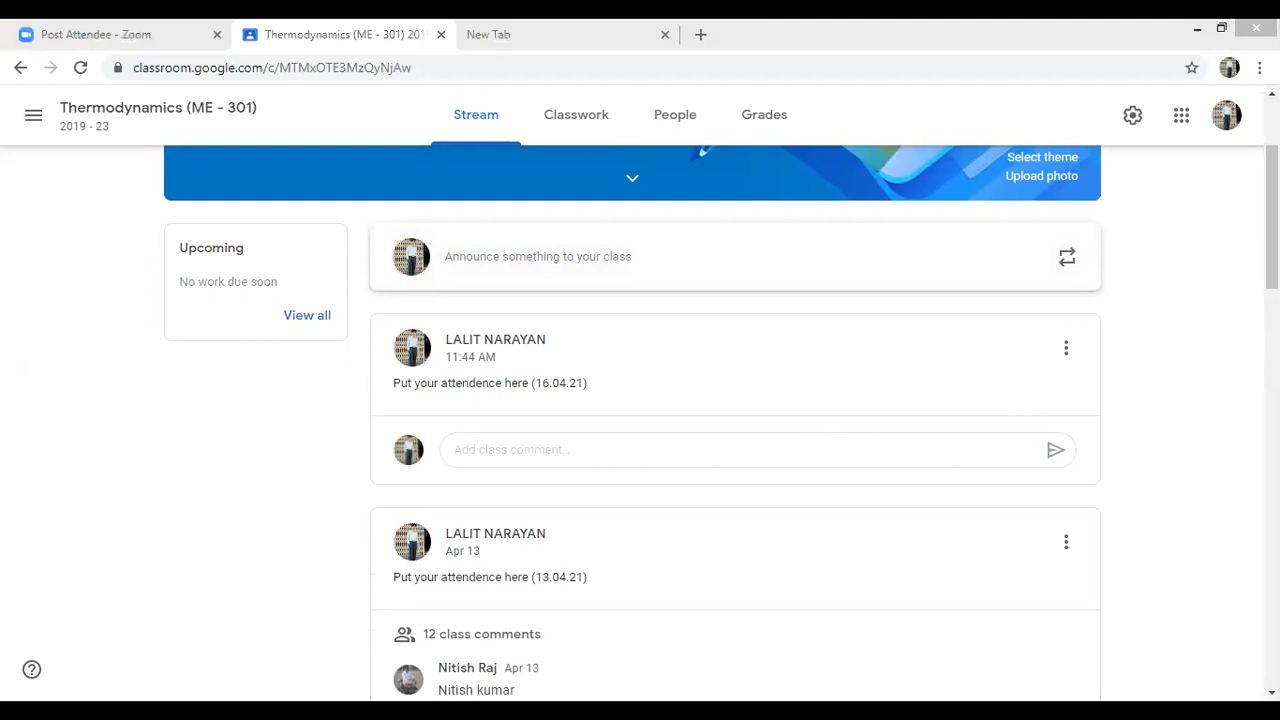 Post Attendee - Zoom
Thermodynamics (ME - 301) 201
New Tab
classroom.google.com/c/MTMxOTE3MzQyNjAw
Thermodynamics (ME - 301)
2019 - 23
Stream
Classwork
People
Grades
Select theme
Upload photo
Upcoming
No work due soon
View all
Announce something to your class
LALIT NARAYAN
11:44 AM
Put your attendence here (16.04.21)
Add class comment...
LALIT NARAYAN
Apr 13
Put your attendence here (13.04.21)
12 class comments
Nitish Raj Apr 13
Nitish kumar